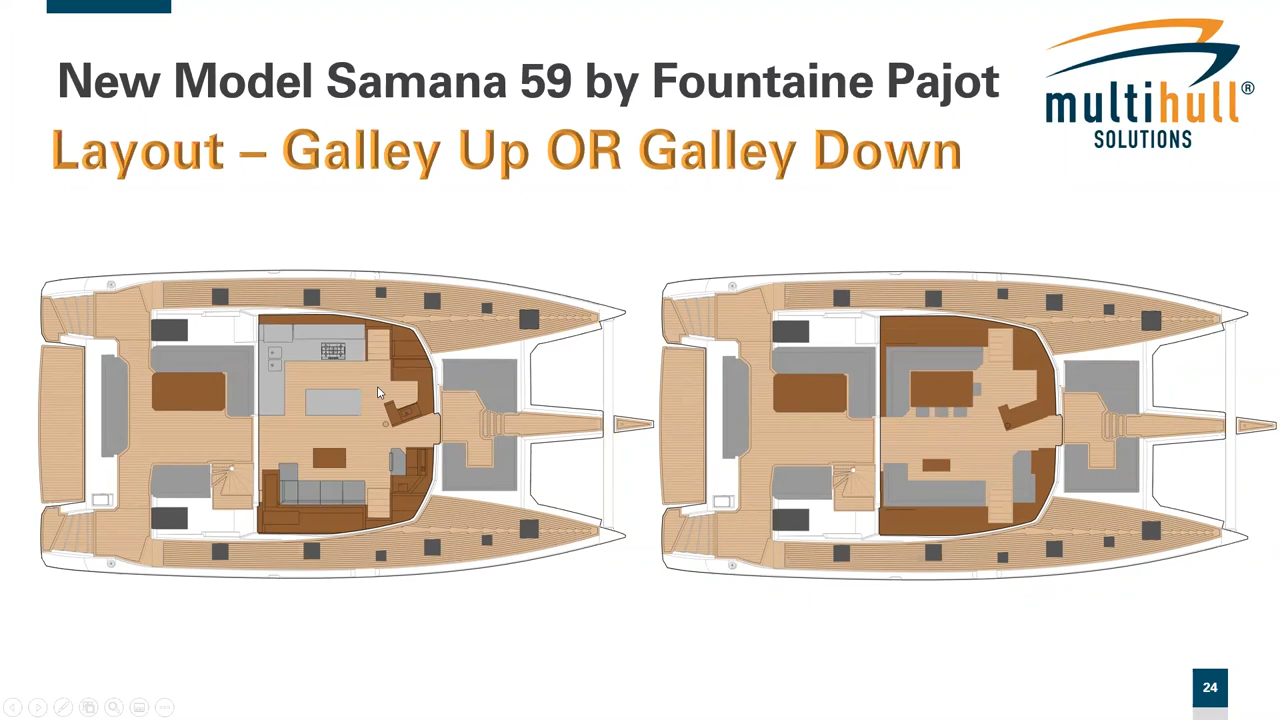 New Model Samana 59 by Fountaine Pajot
Layout – Galley Up OR Galley Down
multihull®
SOLUTIONS
24